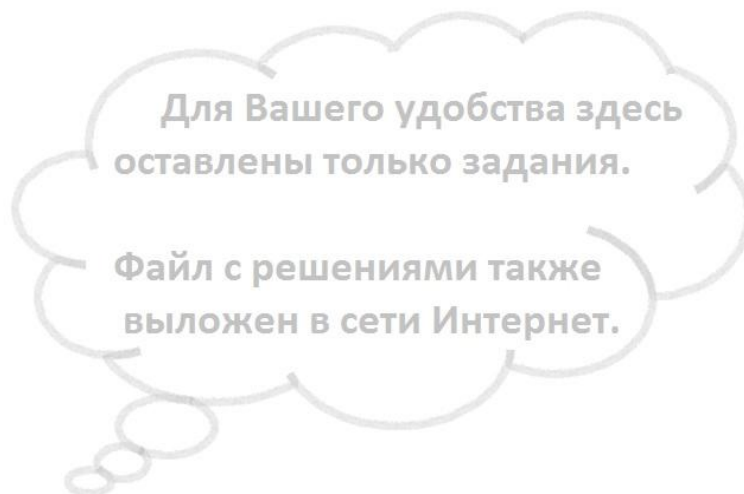 Для Вашего удобства здесь
оставлены только задания.
Файл с решениями также
выложен в сети Интернет.